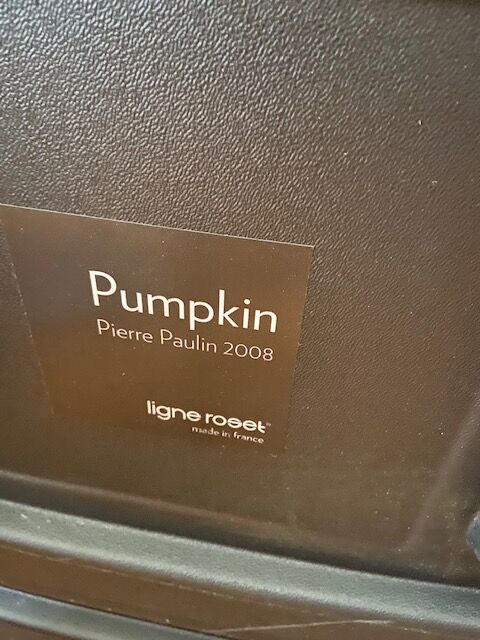 Pumpkin
Pierre Paulin 2008
ligne roset®
made in france